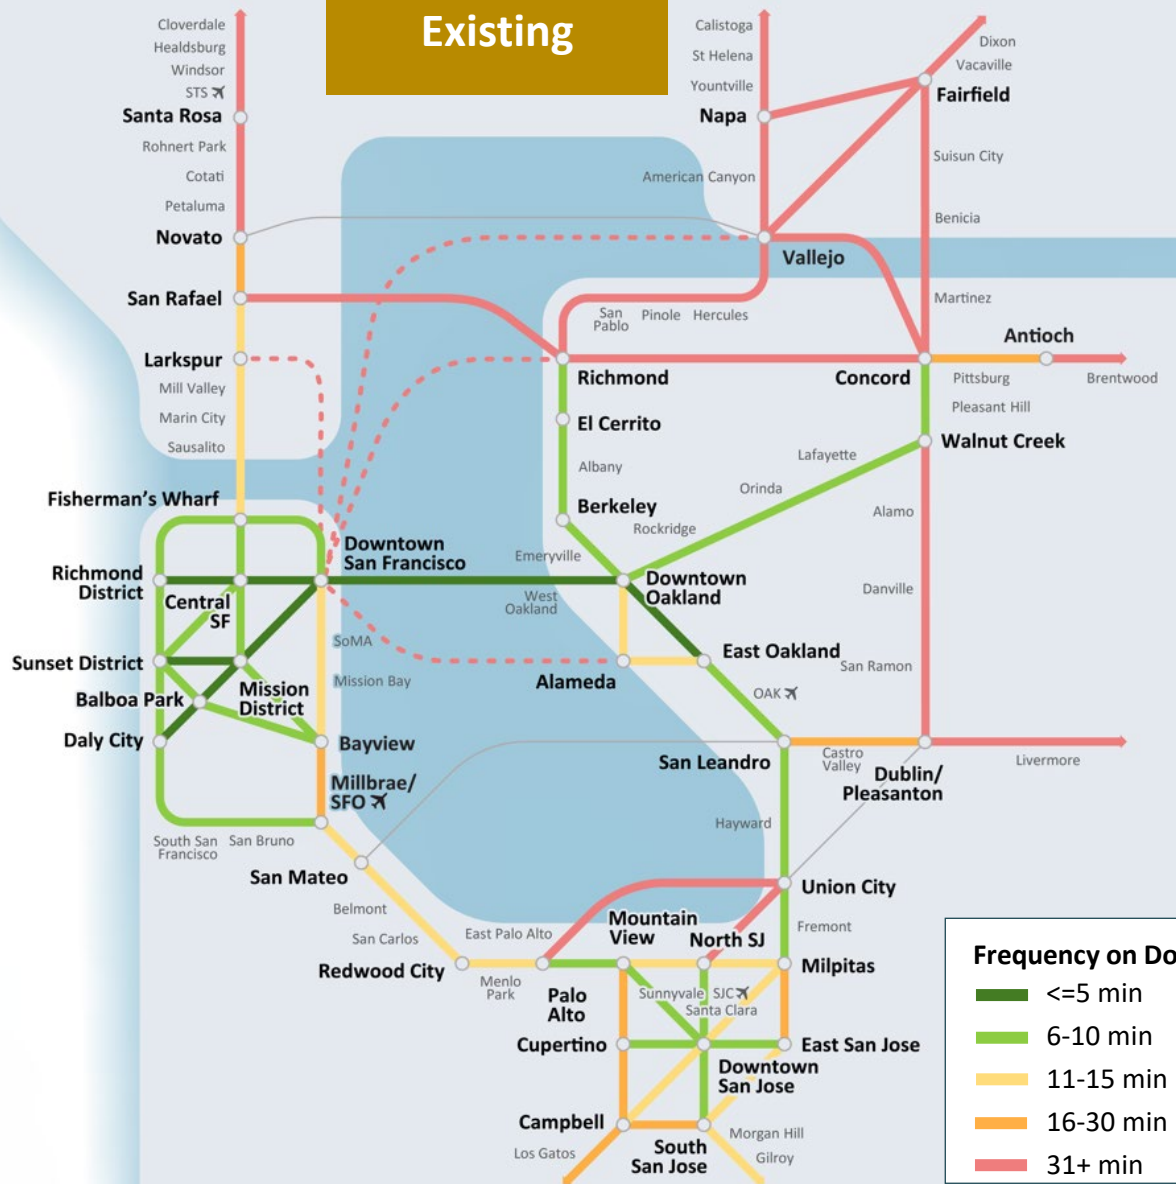 Existing
Cloverdale
Healdsburg
Windsor
STS
Santa Rosa
Rohnert Park
Cotati
Petaluma
Novato
San Rafael
Larkspur
Mill Valley
Marin City
Sausalito
Calistoga
St Helena
Yountville
Napa
American Canyon
Vallejo
Dixon
Vacaville
Fairfield
Suisun City
Benicia
Martinez
San
Pablo
Pinole
Hercules
Richmond
Concord
Antioch
Pittsburg
Brentwood
Pleasant Hill
Walnut Creek
El Cerrito
Albany
Berkeley
Lafayette
Orinda
Rockridge
Emeryville
Alamo
Danville
San Ramon
Fisherman's Wharf
Downtown
San Francisco
Richmond
District
Central
SF
West
Oakland
Downtown
Oakland
Sunset District
SoMA
Mission Bay
Balboa Park
Mission
District
Alameda
East Oakland
OAK
Daly City
Bayview
San Leandro
Castro
Valley
Dublin/
Pleasanton
Livermore
Millbrae/
SFO
South San
Francisco
San Bruno
Hayward
San Mateo
Belmont
San Carlos
Redwood City
East Palo Alto
Menlo
Park
Palo
Alto
Mountain
View
North SJ
Union City
Fremont
Milpitas
Sunnyvale
SJC
Santa Clara
Cupertino
East San Jose
Downtown
San Jose
Campbell
Los Gatos
South
San Jose
Morgan Hill
Gilroy
Frequency on Do
<=5 min
6-10 min
11-15 min
16-30 min
31+ min